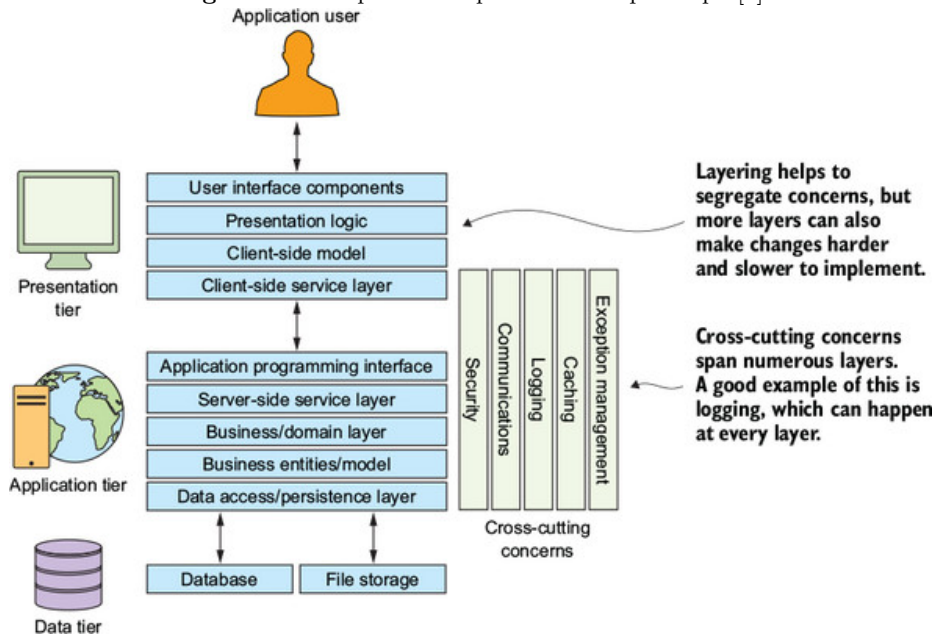 Application user
User interface components
Presentation logic
Client-side model
Client-side service layer
Presentation
tier
Layering helps to
segregate concerns, but
more layers can also
make changes harder
and slower to implement.
Application programming interface
Server-side service layer
Business/domain layer
Business entities/model
Data access/persistence layer
Application tier
Security
Communications
Logging
Caching
Exception management
Cross-cutting
concerns
Cross-cutting concerns
span numerous layers.
A good example of this is
logging, which can happen
at every layer.
Database
File storage
Data tier